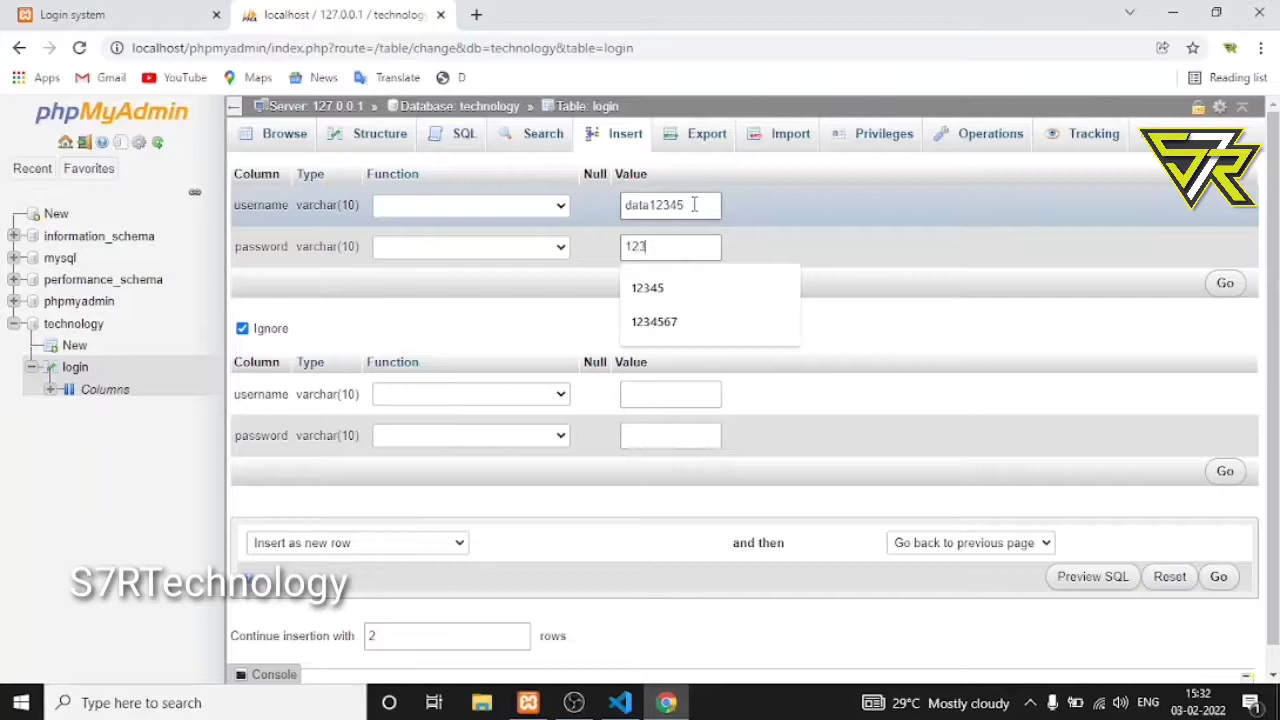 Login system
localhost / 127.0.0.1 / technology
localhost/phpmyadmin/index.php?route=/table/change&db=technology&table=login
Apps
Gmail
YouTube
Maps
News
Translate
D
Reading list
phpMyAdmin
Recent
Favorites
New
information_schema
mysql
performance_schema
phpmyadmin
technology
New
login
Columns
Server: 127.0.0.1 » Database: technology » Table: login
Browse
Structure
SQL
Search
Insert
Export
Import
Privileges
Operations
Tracking
S7R
Column Type Function Null Value
username varchar(10) data12345
password varchar(10) 123
12345
1234567
Go
Ignore
Column Type Function Null Value
username varchar(10)
password varchar(10)
Go
Insert as new row and then Go back to previous page
Preview SQL Reset Go
S7RTechnology
Continue insertion with 2 rows
Console
Type here to search
29°C Mostly cloudy
ENG
15:32
03-02-2022
1